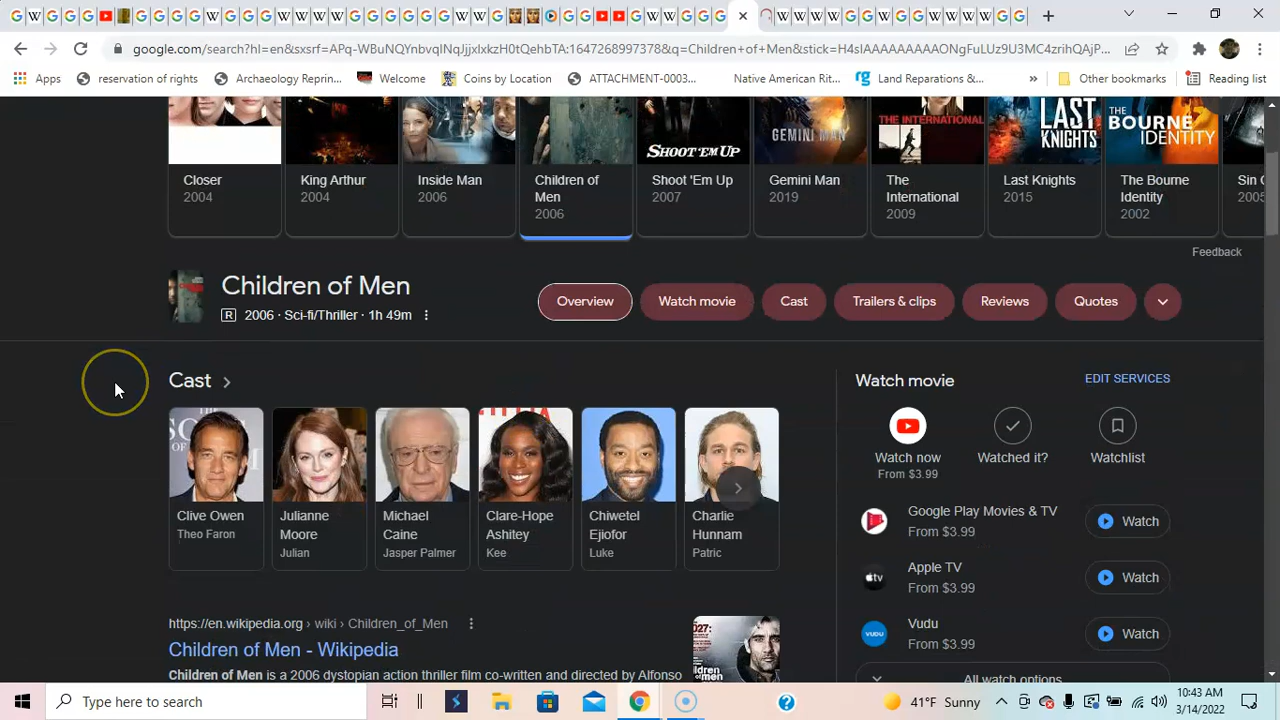 google.com/search?hl=en&sxsrf=APq-WBuNQYnbvqlNqIjjxxkzH0tQehbTA:1647268997378&q=Children+of+Men&stick=H4sIAAAAAAAAAONgFuLUz9U3MC4zrihQAjP...
Apps
reservation of rights
Archaeology Reprin...
Welcome
Coins by Location
ATTACHMENT-0003...
Native American Rit...
Land Reparations &...
»
Other bookmarks
Reading list
SHOOT 'EM UP
GEMINI MAN
THE INTERNATIONAL
LAST KNIGHTS
THE BOURNE IDENTITY
Closer
2004
King Arthur
2004
Inside Man
2006
Children of
Men
2006
Shoot 'Em Up
2007
Gemini Man
2019
The
International
2009
Last Knights
2015
The Bourne
Identity
2002
Sin C
2005
Feedback
Children of Men
R 2006 · Sci-fi/Thriller · 1h 49m
Overview
Watch movie
Cast
Trailers & clips
Reviews
Quotes
Cast
Clive Owen
Theo Faron
Julianne
Moore
Julian
Michael
Caine
Jasper Palmer
Clare-Hope
Ashitey
Kee
Chiwetel
Ejiofor
Luke
Charlie
Hunnam
Patric
Watch movie
EDIT SERVICES
Watch now
From $3.99
Watched it?
Watchlist
Google Play Movies & TV
From $3.99
Watch
Apple TV
From $3.99
Watch
Vudu
From $3.99
Watch
All watch options
https://en.wikipedia.org › wiki › Children_of_Men
Children of Men - Wikipedia
Children of Men is a 2006 dystopian action thriller film co-written and directed by Alfonso
Type here to search
41°F Sunny
10:43 AM
3/14/2022